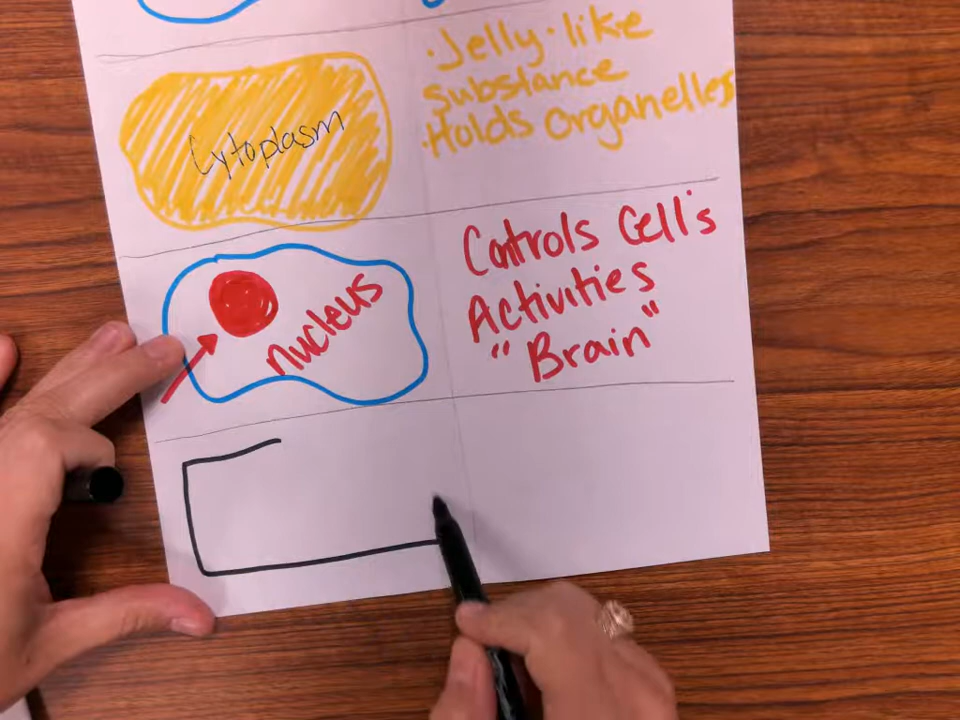 Cytoplasm
·Jelly·like
substance
·Holds Organelles
nucleus
Controls Cell's
Activities
"Brain"